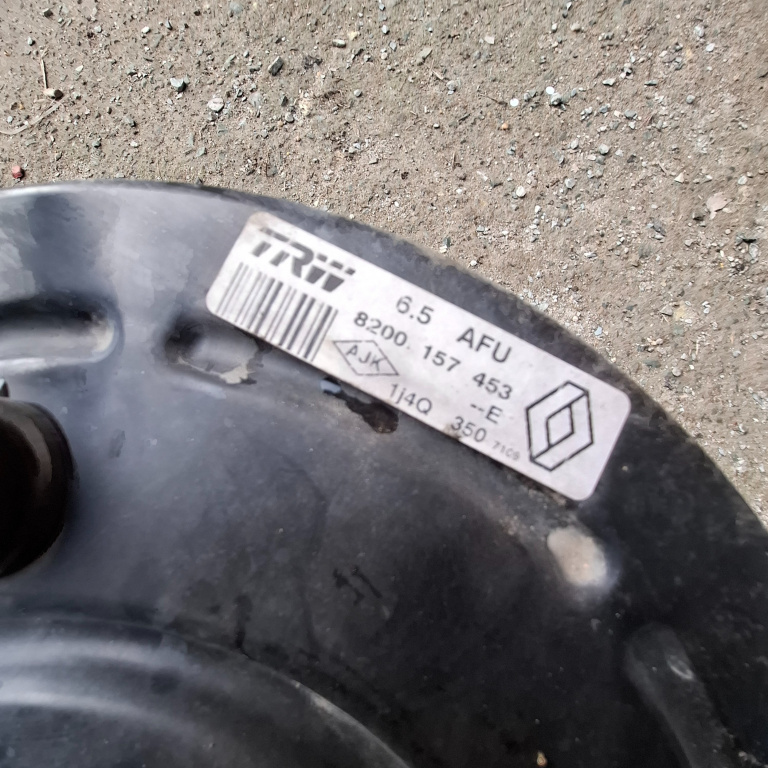 TRW
6.5 AFU
8200 157 453
AJK --E
1j4Q 350 7109